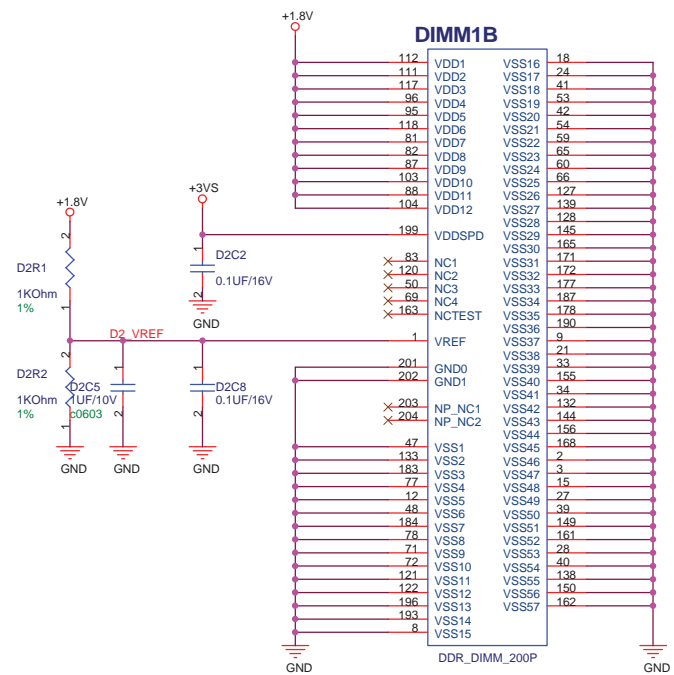 +1.8V
DIMM1B
112 VDD1 VSS16 18
111 VDD2 VSS17 24
117 VDD3 VSS18 41
96 VDD4 VSS19 53
95 VDD5 VSS20 42
118 VDD6 VSS21 54
81 VDD7 VSS22 59
82 VDD8 VSS23 65
87 VDD9 VSS24 60
103 VDD10 VSS25 66
88 VDD11 VSS26 127
104 VDD12 VSS27 139
VSS28 128
199 VDDSPD VSS29 145
VSS30 165
83 NC1 VSS31 171
120 NC2 VSS32 172
50 NC3 VSS33 177
69 NC4 VSS34 187
163 NCTEST VSS35 178
VSS36 190
1 VREF VSS37 9
VSS38 21
201 GND0 VSS39 33
202 GND1 VSS40 155
VSS41 34
203 NP_NC1 VSS42 132
204 NP_NC2 VSS43 144
VSS44 156
47 VSS1 VSS45 168
133 VSS2 VSS46 2
183 VSS3 VSS47 3
77 VSS4 VSS48 15
12 VSS5 VSS49 27
48 VSS6 VSS50 39
184 VSS7 VSS51 149
78 VSS8 VSS52 161
71 VSS9 VSS53 28
72 VSS10 VSS54 40
121 VSS11 VSS55 138
122 VSS12 VSS56 150
196 VSS13 VSS57 162
193 VSS14
8 VSS15
DDR_DIMM_200P
GND
GND
+1.8V
2
D2R1
1KOhm
1%
1
+3VS
1
D2C2
0.1UF/16V
2
GND
D2_VREF
2
D2R2
1KOhm
1%
1
GND
1
D2C5
1UF/10V
c0603
2
GND
1
D2C8
0.1UF/16V
2
GND